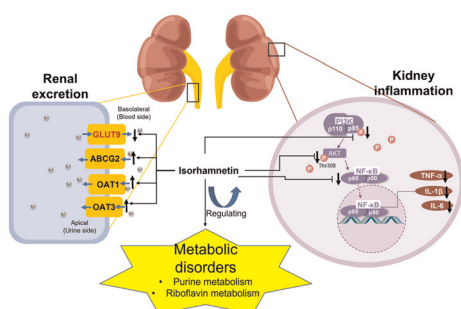 Renal
excretion
Basolateral
(Blood side)
GLUT9
ABCG2
OAT1
OAT3
Apical
(Urine side)
Isorhamnetin
Regulating
Metabolic
disorders
• Purine metabolism
• Riboflavin metabolism
Kidney
inflammation
PI3K
p110 p85
P
P
P
AKT
Thr308
P
NF-κB
p65 p50
NF-κB
p65 p50
TNF-α
IL-1β
IL-6